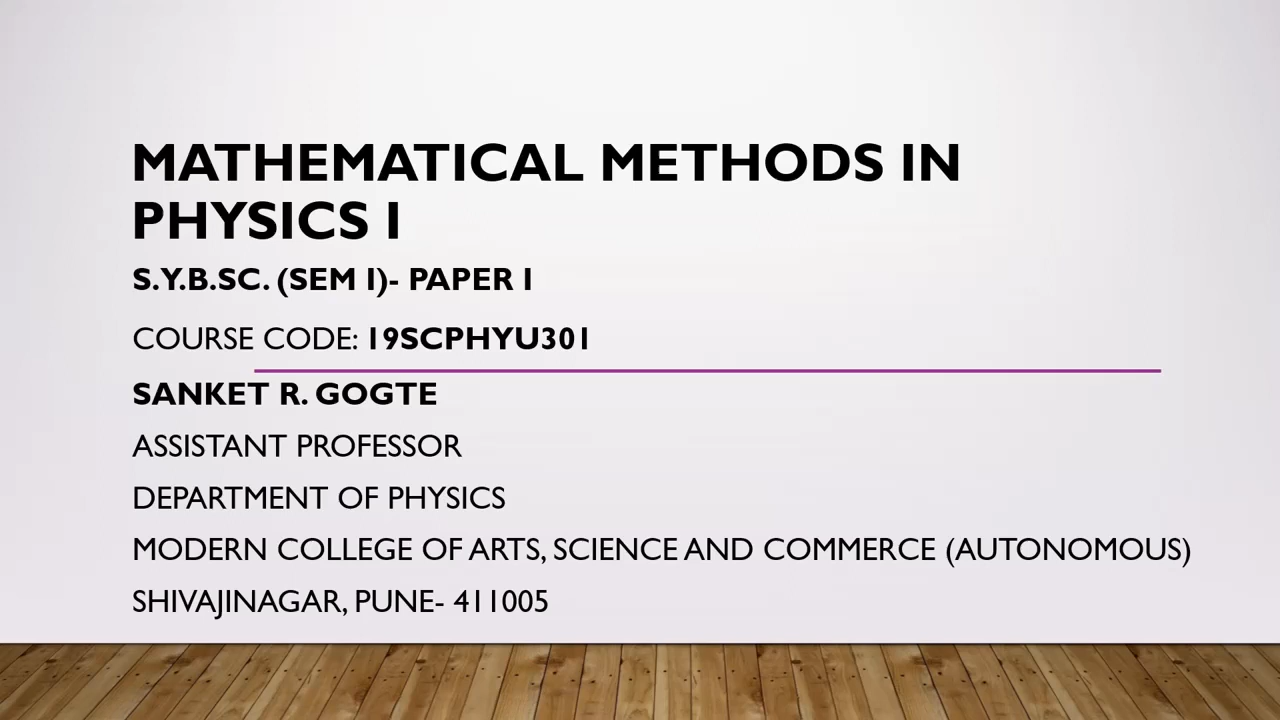 MATHEMATICAL METHODS IN
PHYSICS I
S.Y.B.SC. (SEM I)- PAPER I
COURSE CODE: 19SCPHYU301
SANKET R. GOGTE
ASSISTANT PROFESSOR
DEPARTMENT OF PHYSICS
MODERN COLLEGE OF ARTS, SCIENCE AND COMMERCE (AUTONOMOUS)
SHIVAJINAGAR, PUNE- 411005